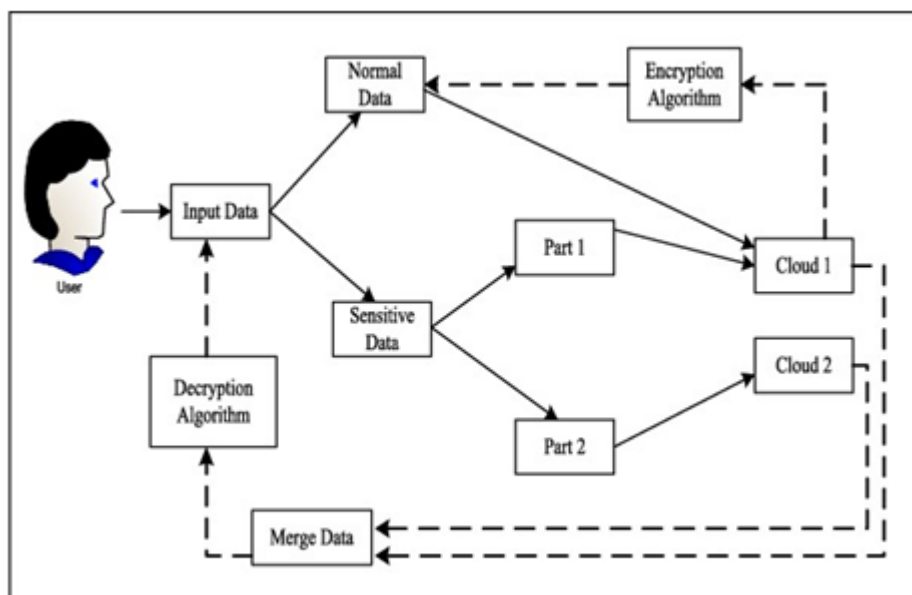 Normal
Data
Encryption
Algorithm
Input Data
User
Part 1
Cloud 1
Sensitive
Data
Cloud 2
Decryption
Algorithm
Part 2
Merge Data